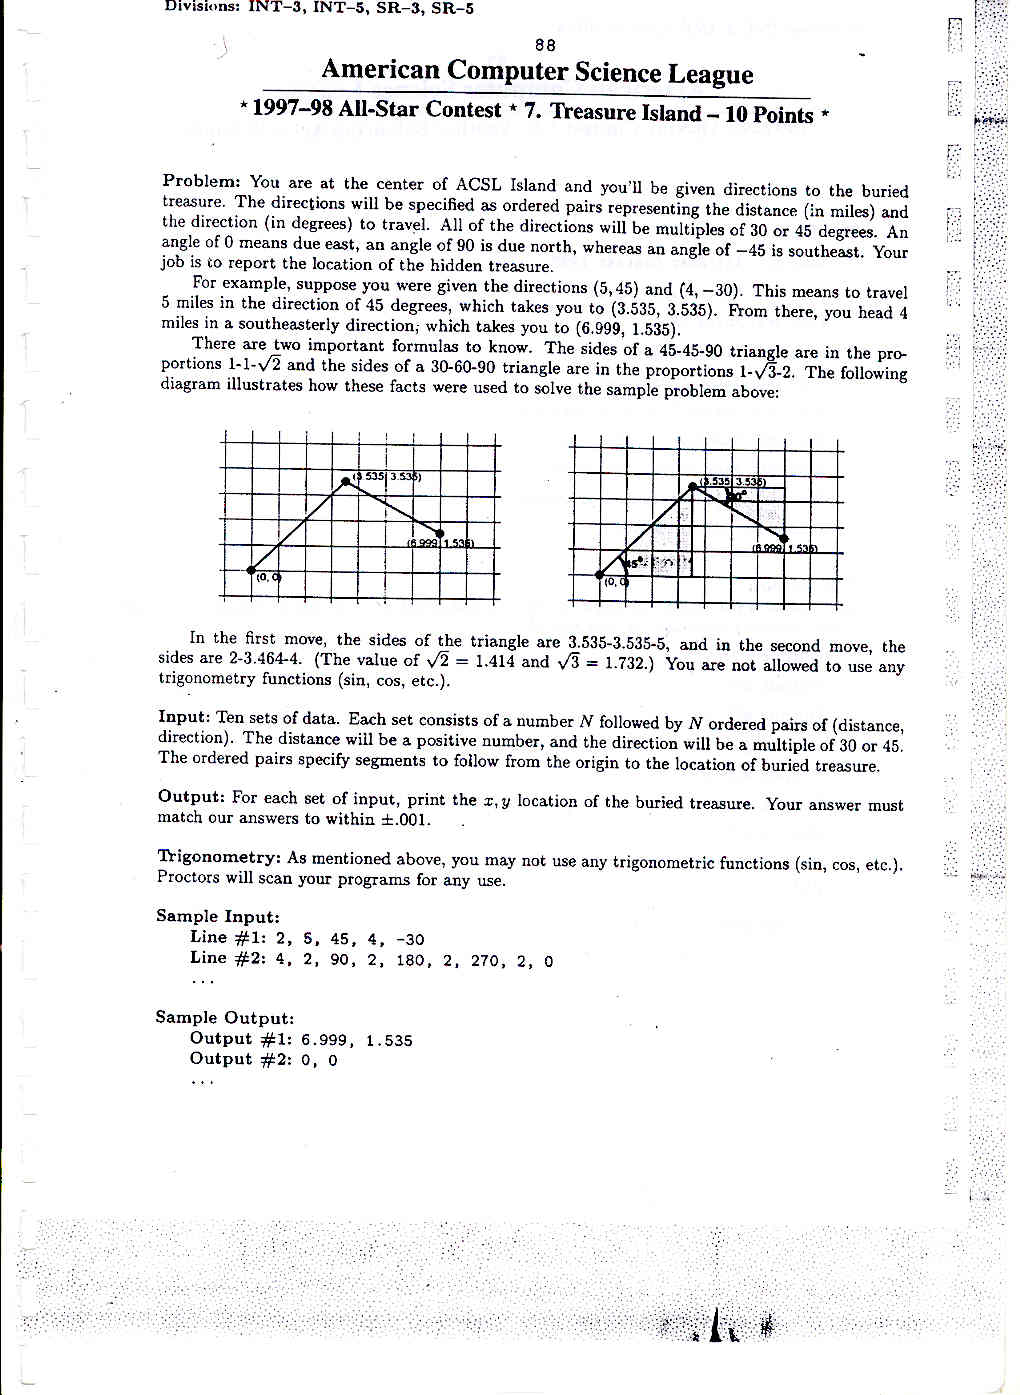 Divisions: INT-3, INT-5, SR-3, SR-5
88
American Computer Science League
* 1997–98 All-Star Contest * 7. Treasure Island – 10 Points *
Problem: You are at the center of ACSL Island and you'll be given directions to the buried
treasure. The directions will be specified as ordered pairs representing the distance (in miles) and
the direction (in degrees) to travel. All of the directions will be multiples of 30 or 45 degrees. An
angle of 0 means due east, an angle of 90 is due north, whereas an angle of −45 is southeast. Your
job is to report the location of the hidden treasure.
For example, suppose you were given the directions (5, 45) and (4, −30). This means to travel
5 miles in the direction of 45 degrees, which takes you to (3.535, 3.535). From there, you head 4
miles in a southeasterly direction, which takes you to (6.999, 1.535).
There are two important formulas to know. The sides of a 45-45-90 triangle are in the pro-
portions 1-1-√2 and the sides of a 30-60-90 triangle are in the proportions 1-√3-2. The following
diagram illustrates how these facts were used to solve the sample problem above:
(3.535, 3.535)
(6.999, 1.535)
(0, 0)
(3.535, 3.535)
30°
(6.999, 1.535)
45°
(0, 0)
In the first move, the sides of the triangle are 3.535-3.535-5, and in the second move, the
sides are 2-3.464-4. (The value of √2 = 1.414 and √3 = 1.732.) You are not allowed to use any
trigonometry functions (sin, cos, etc.).
Input: Ten sets of data. Each set consists of a number N followed by N ordered pairs of (distance,
direction). The distance will be a positive number, and the direction will be a multiple of 30 or 45.
The ordered pairs specify segments to follow from the origin to the location of buried treasure.
Output: For each set of input, print the x, y location of the buried treasure. Your answer must
match our answers to within ±.001.
Trigonometry: As mentioned above, you may not use any trigonometric functions (sin, cos, etc.).
Proctors will scan your programs for any use.
Sample Input:
Line #1: 2, 5, 45, 4, -30
Line #2: 4, 2, 90, 2, 180, 2, 270, 2, 0
...
Sample Output:
Output #1: 6.999, 1.535
Output #2: 0, 0
...